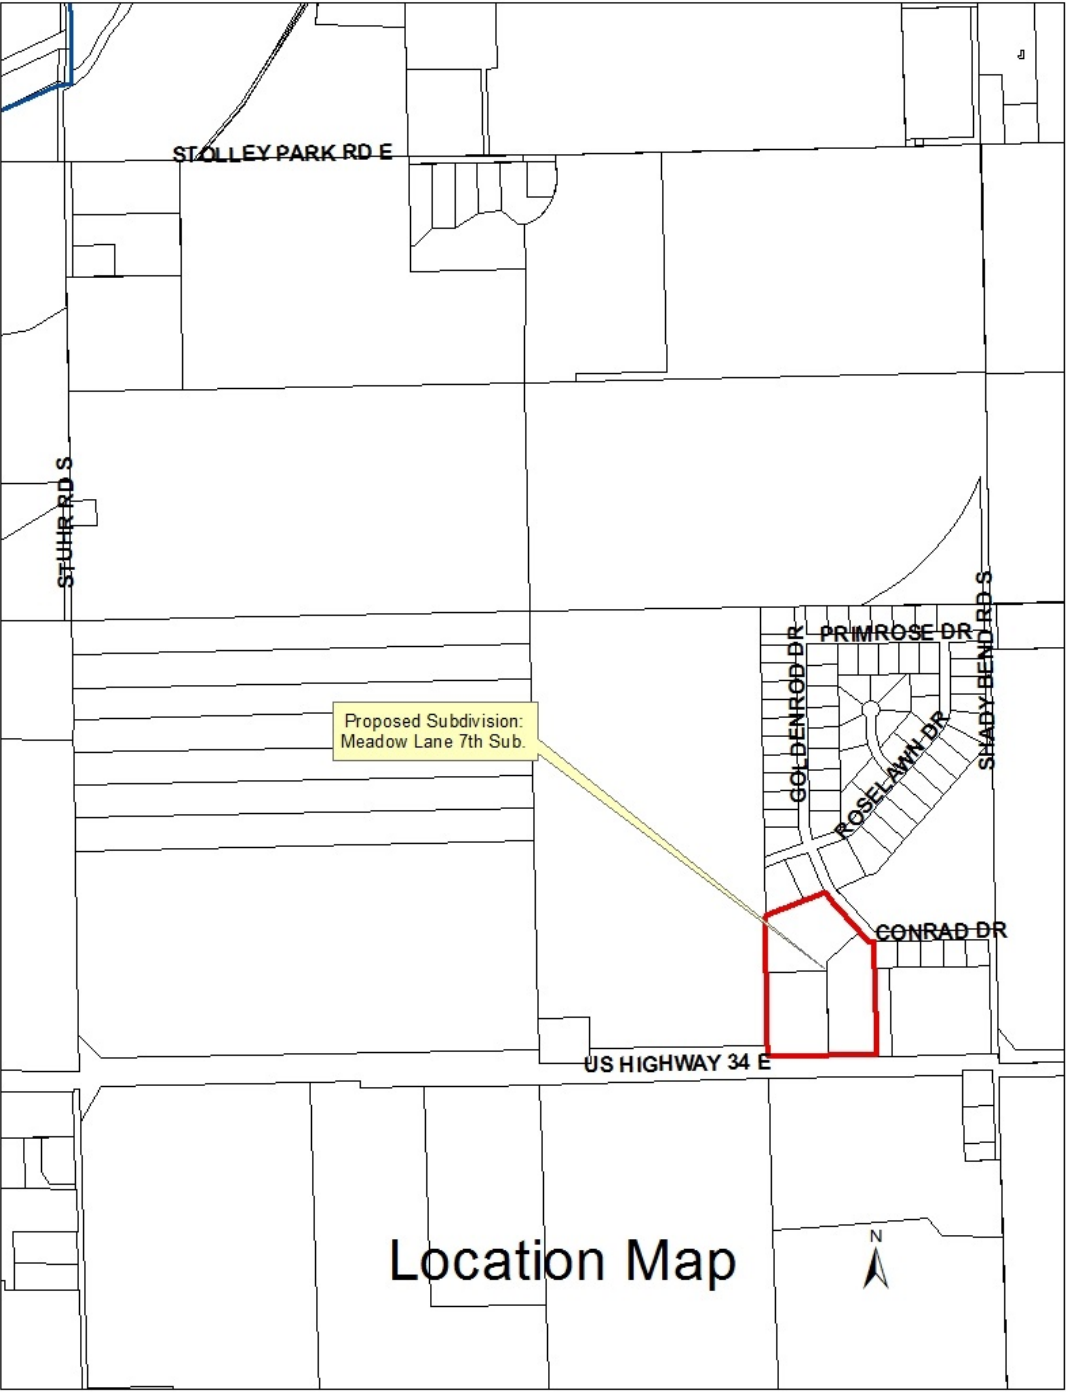 STOLLEY PARK RD E
STUHR RD S
PRIMROSE DR
GOLDENROD DR
SHADY BEND RD S
ROSELAWN DR
Proposed Subdivision:
Meadow Lane 7th Sub.
CONRAD DR
US HIGHWAY 34 E
Location Map
N